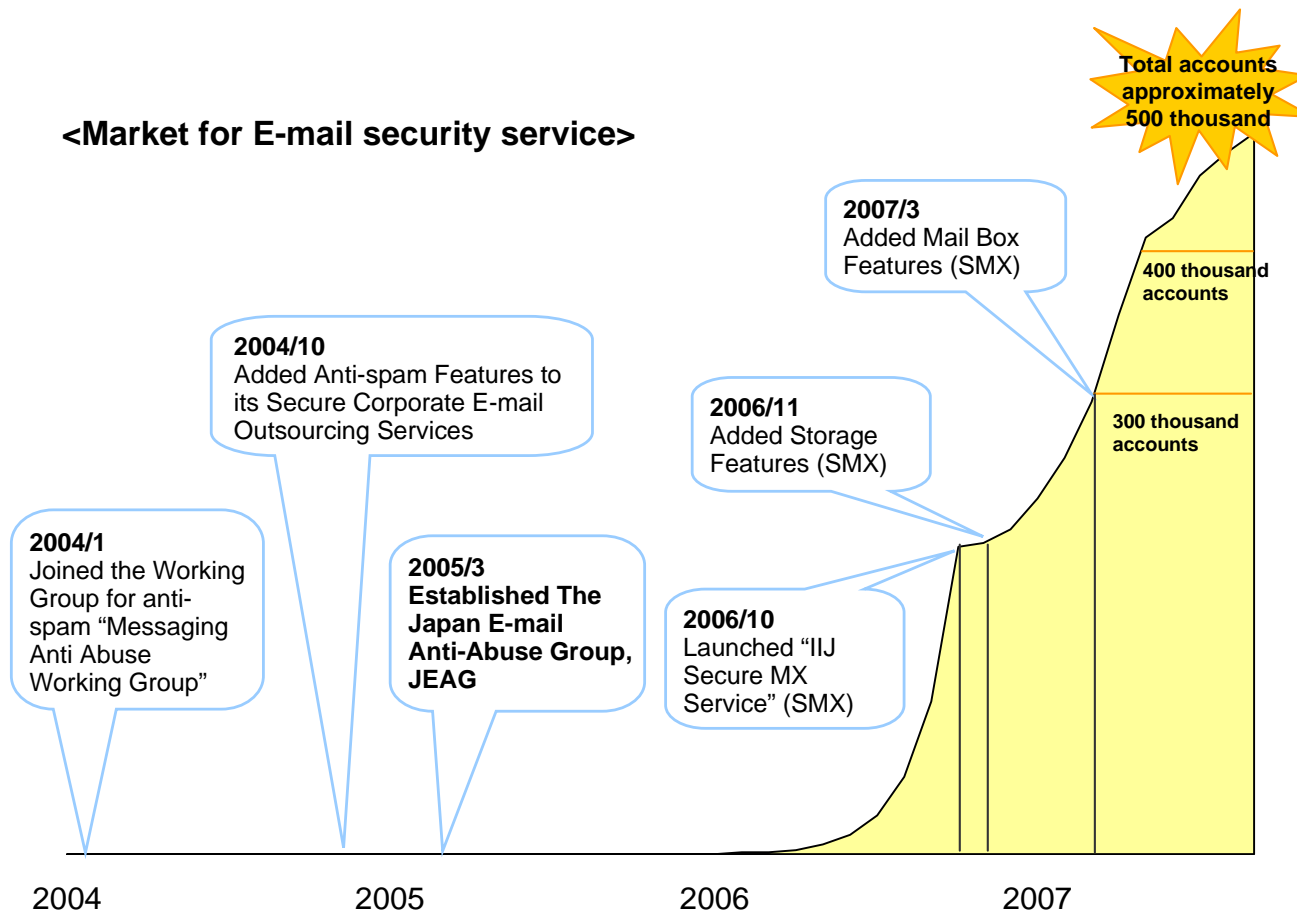 <Market for E-mail security service>
Total accounts
approximately
500 thousand
2007/3
Added Mail Box
Features (SMX)
400 thousand
accounts
2004/10
Added Anti-spam Features to
its Secure Corporate E-mail
Outsourcing Services
2006/11
Added Storage
Features (SMX)
300 thousand
accounts
2004/1
Joined the Working
Group for anti-
spam “Messaging
Anti Abuse
Working Group”
2005/3
Established The
Japan E-mail
Anti-Abuse Group,
JEAG
2006/10
Launched “IIJ
Secure MX
Service” (SMX)
2004
2005
2006
2007